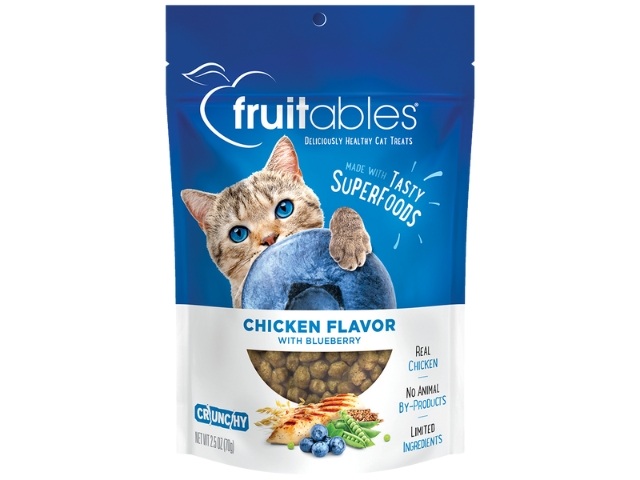 fruitables®
DELICIOUSLY HEALTHY CAT TREATS
MADE WITH TASTY
SUPERFOODS
CHICKEN FLAVOR
WITH BLUEBERRY
REAL
CHICKEN
NO ANIMAL
BY-PRODUCTS
LIMITED
INGREDIENTS
CRUNCHY
NET WT 2.5 OZ (70g)